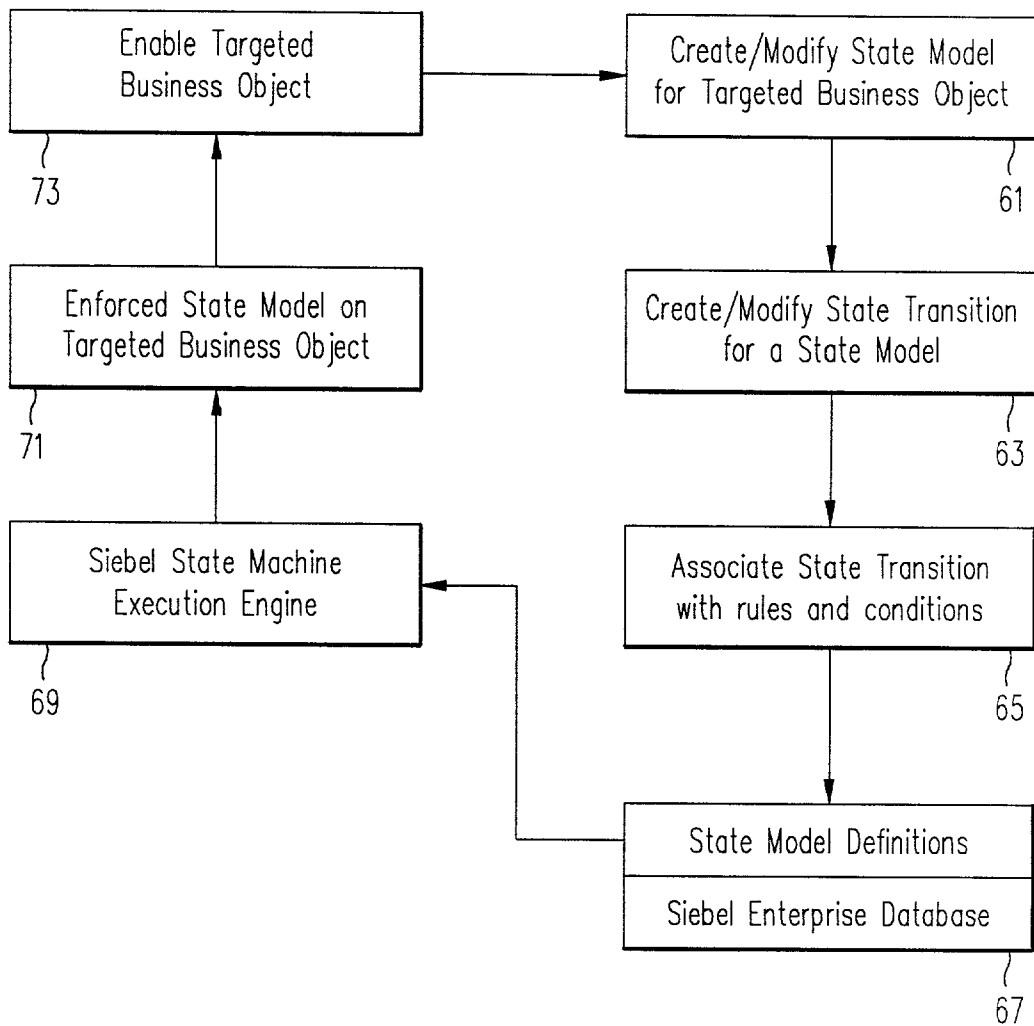 Enable Targeted
Business Object
73
Create/Modify State Model
for Targeted Business Object
61
Enforced State Model on
Targeted Business Object
71
Create/Modify State Transition
for a State Model
63
Siebel State Machine
Execution Engine
69
Associate State Transition
with rules and conditions
65
State Model Definitions
Siebel Enterprise Database
67